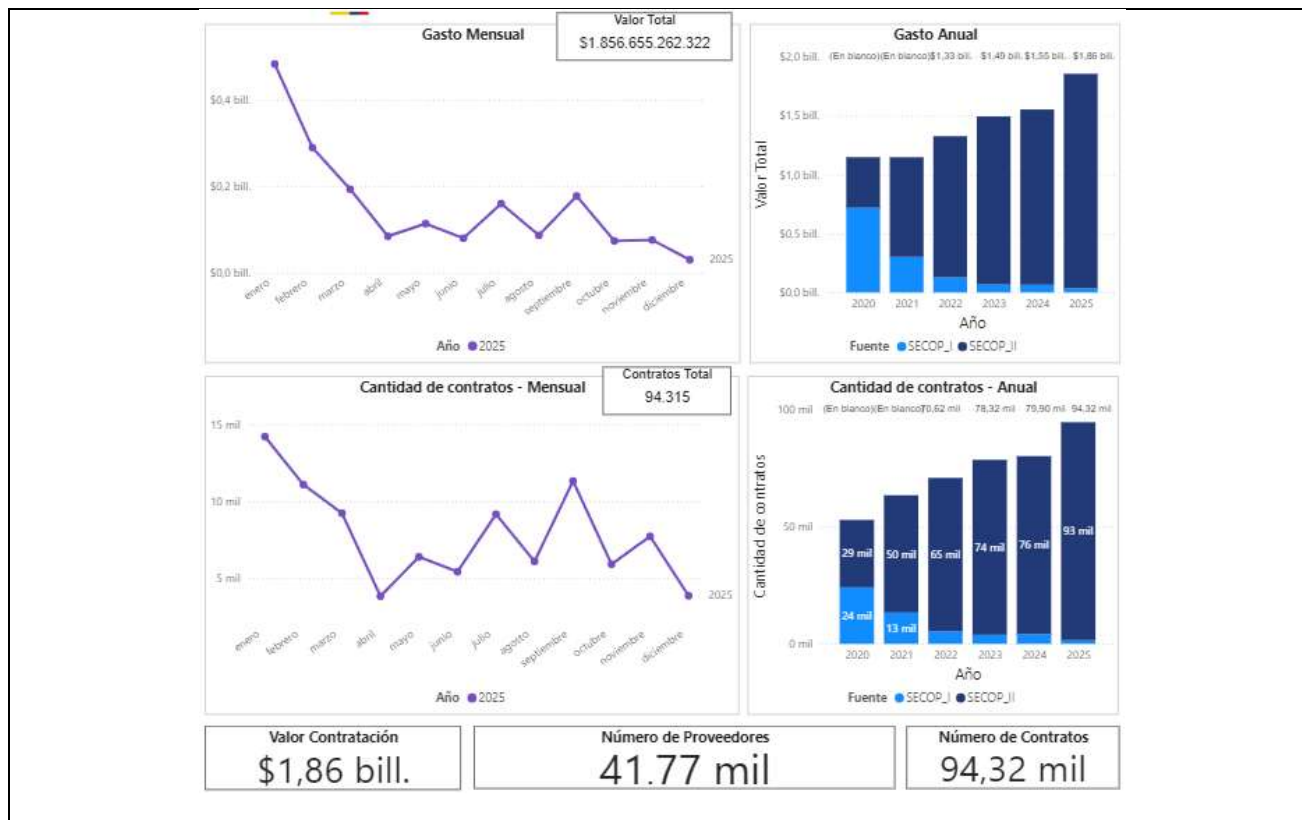 Gasto Mensual
Valor Total
$1.856.655.262.322
$0,4 bill.
$0,2 bill.
$0,0 bill.
2025
enero
febrero
marzo
abril
mayo
junio
julio
agosto
septiembre
octubre
noviembre
diciembre
Año 2025
Gasto Anual
$2,0 bill.
(En blanco)(En blanco)$1,33 bill. $1,49 bill. $1,55 bill. $1,86 bill.
$1,5 bill.
$1,0 bill.
$0,5 bill.
$0,0 bill.
Valor Total
2020 2021 2022 2023 2024 2025
Año
Fuente SECOP_I SECOP_II
Cantidad de contratos - Mensual
Contratos Total
94.315
15 mil
10 mil
5 mil
2025
enero
febrero
marzo
abril
mayo
junio
julio
agosto
septiembre
octubre
noviembre
diciembre
Año 2025
Cantidad de contratos - Anual
100 mil
(En blanco)(En blanco)70,62 mil 78,32 mil 79,90 mil 94,32 mil
50 mil
0 mil
Cantidad de contratos
29 mil 50 mil 65 mil 74 mil 76 mil 93 mil
24 mil 13 mil
2020 2021 2022 2023 2024 2025
Año
Fuente SECOP_I SECOP_II
Valor Contratación
$1,86 bill.
Número de Proveedores
41.77 mil
Número de Contratos
94,32 mil